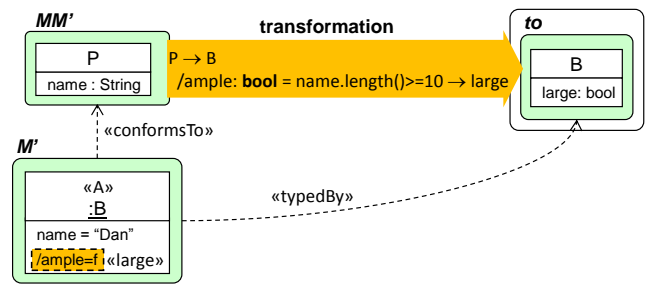 MM’
transformation
to
P
name : String
P → B
/ample: bool = name.length()>=10 → large
B
large: bool
«conformsTo»
M’
«A»
:B
name = “Dan”
/ample=f «large»
«typedBy»